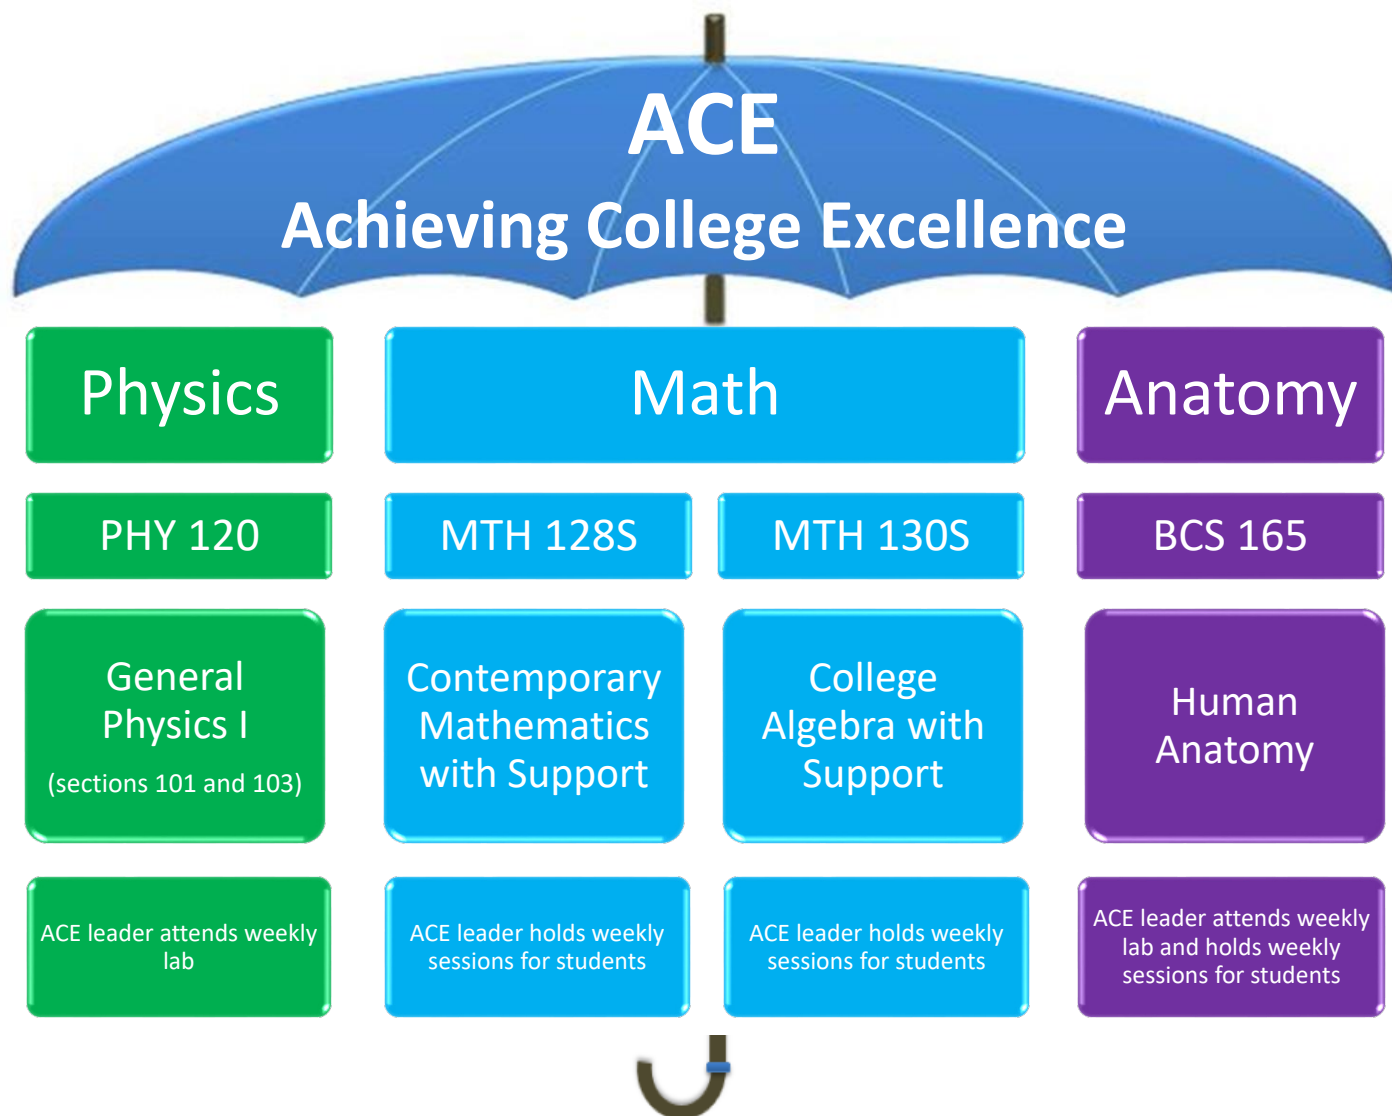 ACE
Achieving College Excellence
Physics
Math
Anatomy
PHY 120
MTH 128S
MTH 130S
BCS 165
General
Physics I
(sections 101 and 103)
Contemporary
Mathematics
with Support
College
Algebra with
Support
Human
Anatomy
ACE leader attends weekly
lab
ACE leader holds weekly
sessions for students
ACE leader holds weekly
sessions for students
ACE leader attends weekly
lab and holds weekly
sessions for students